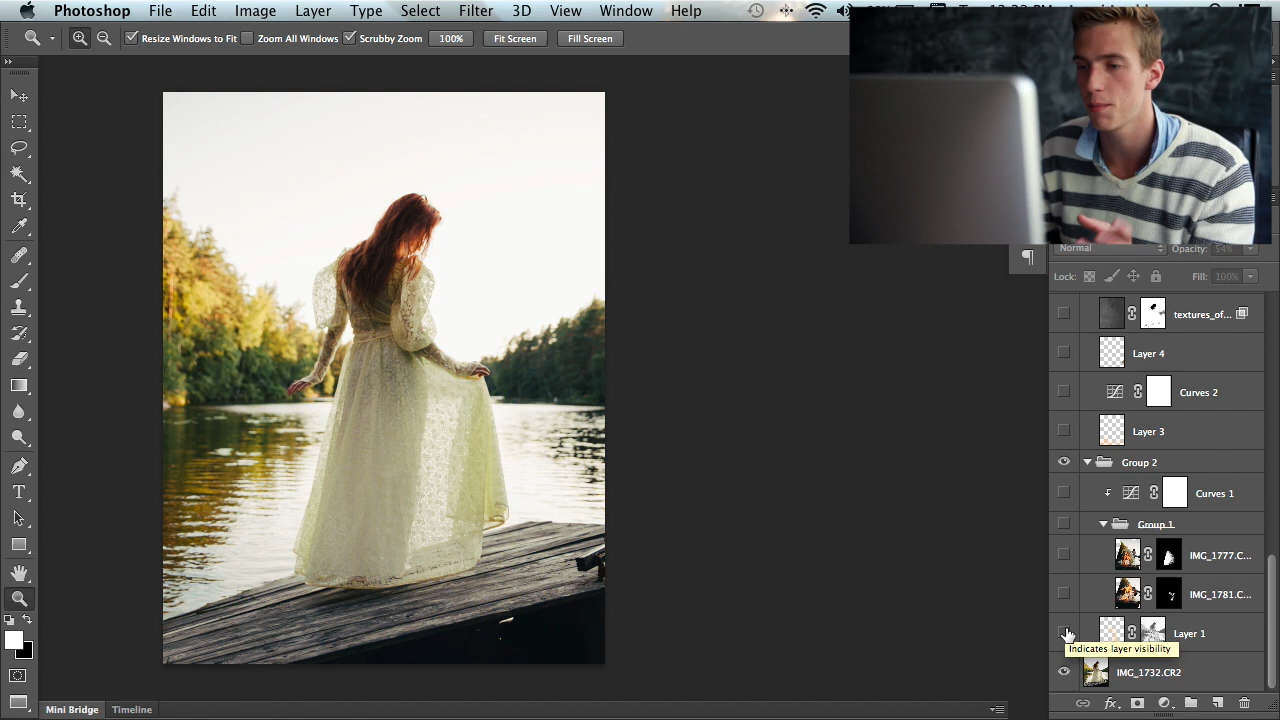 Photoshop File Edit Image Layer Type Select Filter 3D View Window Help
Resize Windows to Fit Zoom All Windows Scrubby Zoom 100% Fit Screen Fill Screen
Normal Opacity: 54%
Lock: Fill: 100%
textures_of...
Layer 4
Curves 2
Layer 3
Group 2
Curves 1
Group 1
IMG_1777.C...
IMG_1781.C...
Layer 1
Indicates layer visibility
IMG_1732.CR2
Mini Bridge Timeline